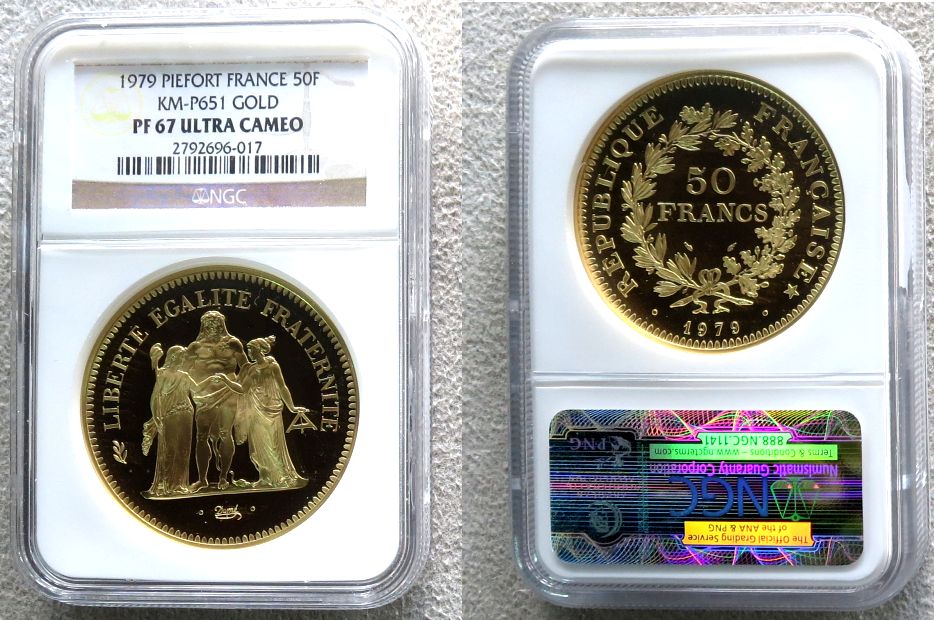 1979 PIEFORT FRANCE 50F
KM-P651 GOLD
PF 67 ULTRA CAMEO
2792696-017
NGC
LIBERTE EGALITE FRATERNITE
Dupré
REPUBLIQUE FRANÇAISE
50
FRANCS
1979
The Official Grading Service
of the ANA & PNG
NGC
Numismatic Guaranty Corporation
Terms & Conditions – www.ngcterms.com
888.NGC.1141
PNG